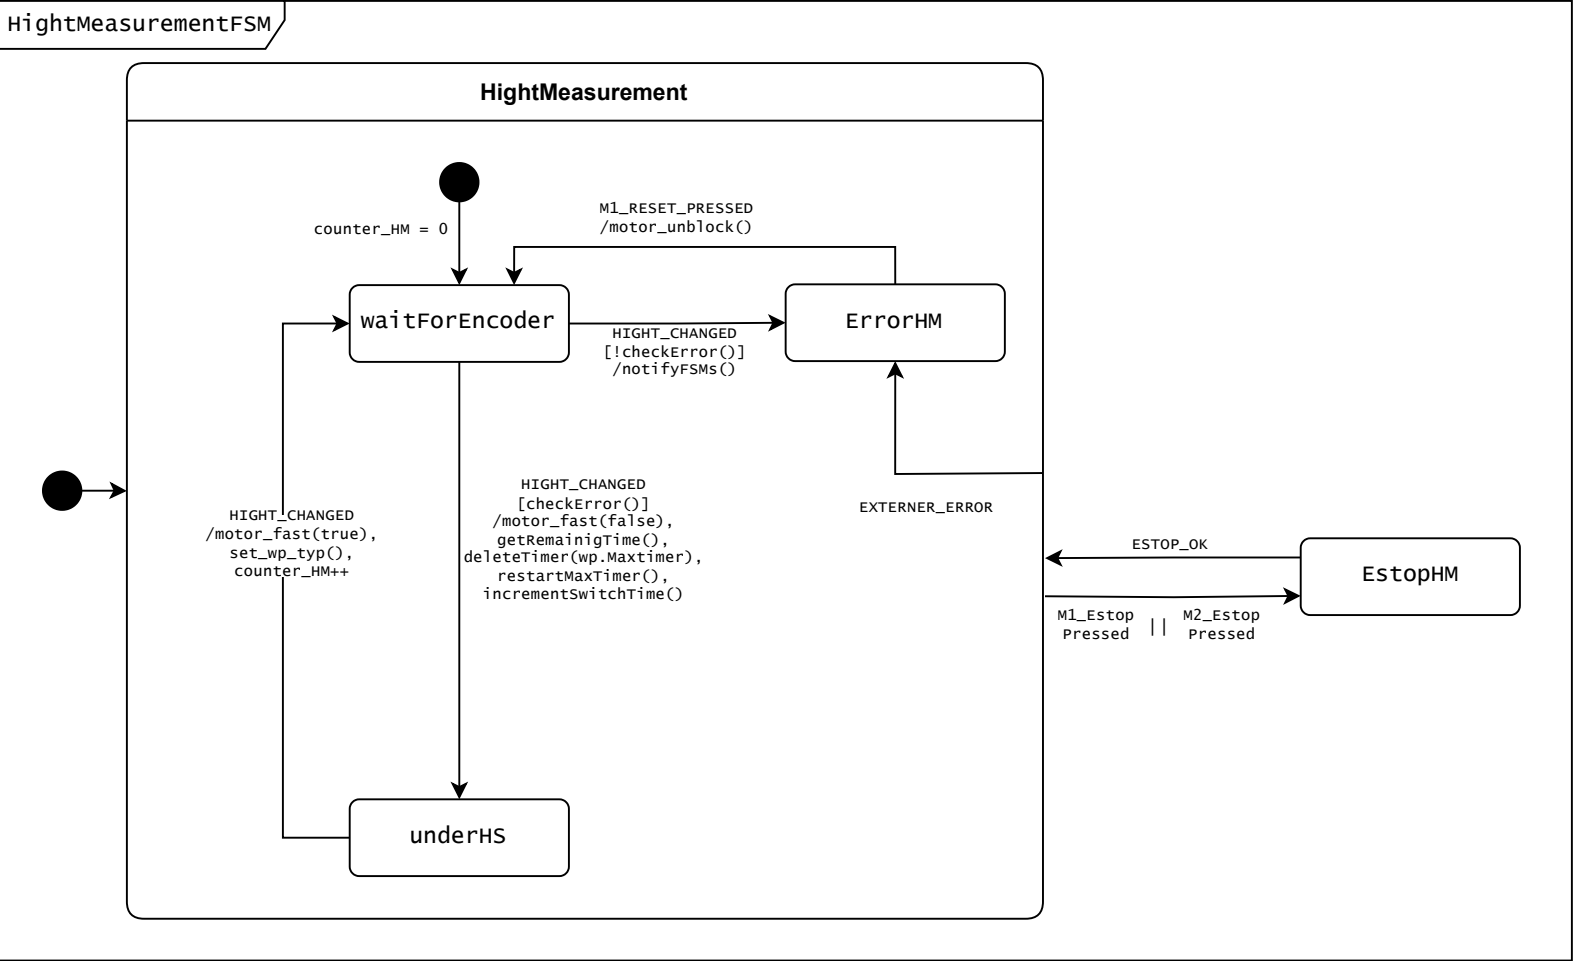 HightMeasurementFSM
HightMeasurement
M1_RESET_PRESSED
/motor_unblock()
counter_HM = 0
waitForEncoder
ErrorHM
HIGHT_CHANGED
[!checkError()]
/notifyFSMs()
HIGHT_CHANGED
[checkError()]
/motor_fast(false),
getRemainigTime(),
deleteTimer(wp.Maxtimer),
restartMaxTimer(),
incrementSwitchTime()
HIGHT_CHANGED
/motor_fast(true),
set_wp_typ(),
counter_HM++
EXTERNER_ERROR
ESTOP_OK
EstopHM
M1_Estop
Pressed
||
M2_Estop
Pressed
underHS